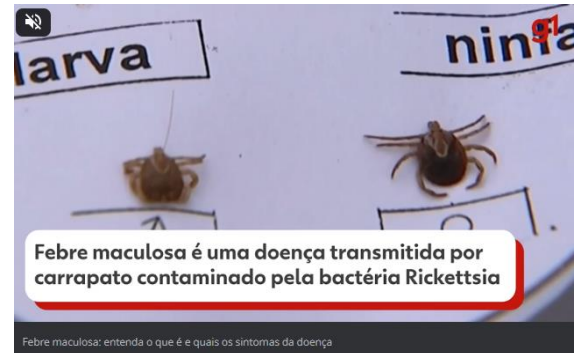 larva
ninfa
g1
Febre maculosa é uma doença transmitida por
carrapato contaminado pela bactéria Rickettsia
Febre maculosa: entenda o que é e quais os sintomas da doença